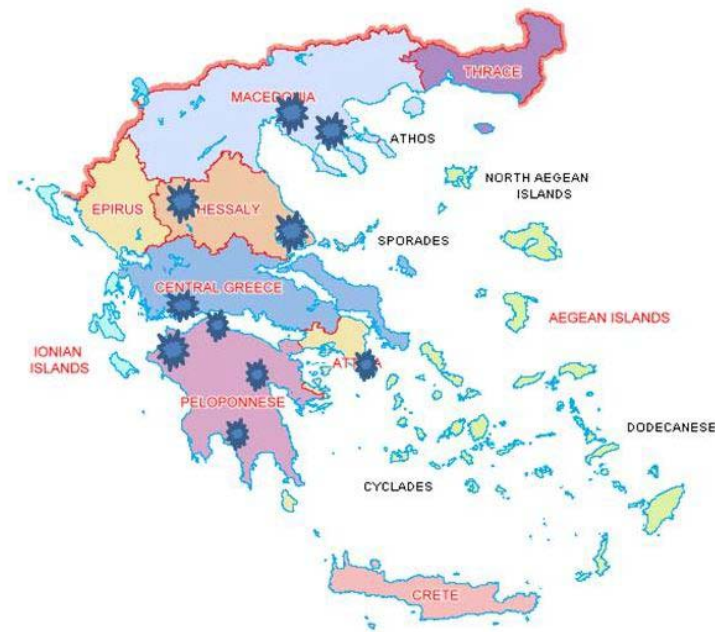 THRACE
MACEDONIA
ATHOS
NORTH AEGEAN
ISLANDS
EPIRUS
HESSALY
SPORADES
CENTRAL GREECE
AEGEAN ISLANDS
IONIAN
ISLANDS
ATTICA
PELOPONNESE
DODECANESE
CYCLADES
CRETE